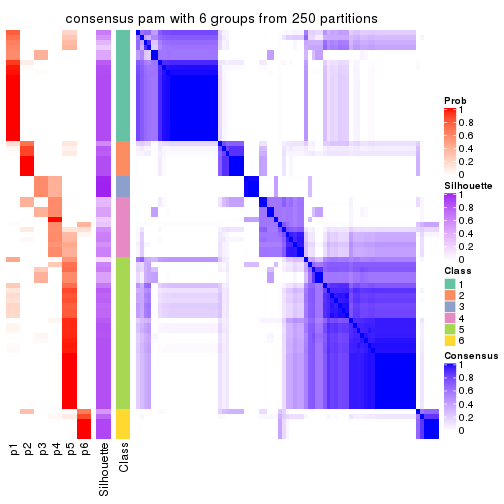 consensus pam with 6 groups from 250 partitions
Prob
1
0.8
0.6
0.4
0.2
0
Silhouette
1
0.8
0.6
0.4
0.2
0
Class
1
2
3
4
5
6
Consensus
1
0.8
0.6
0.4
0.2
0
p1
p2
p3
p4
p5
p6
Silhouette
Class